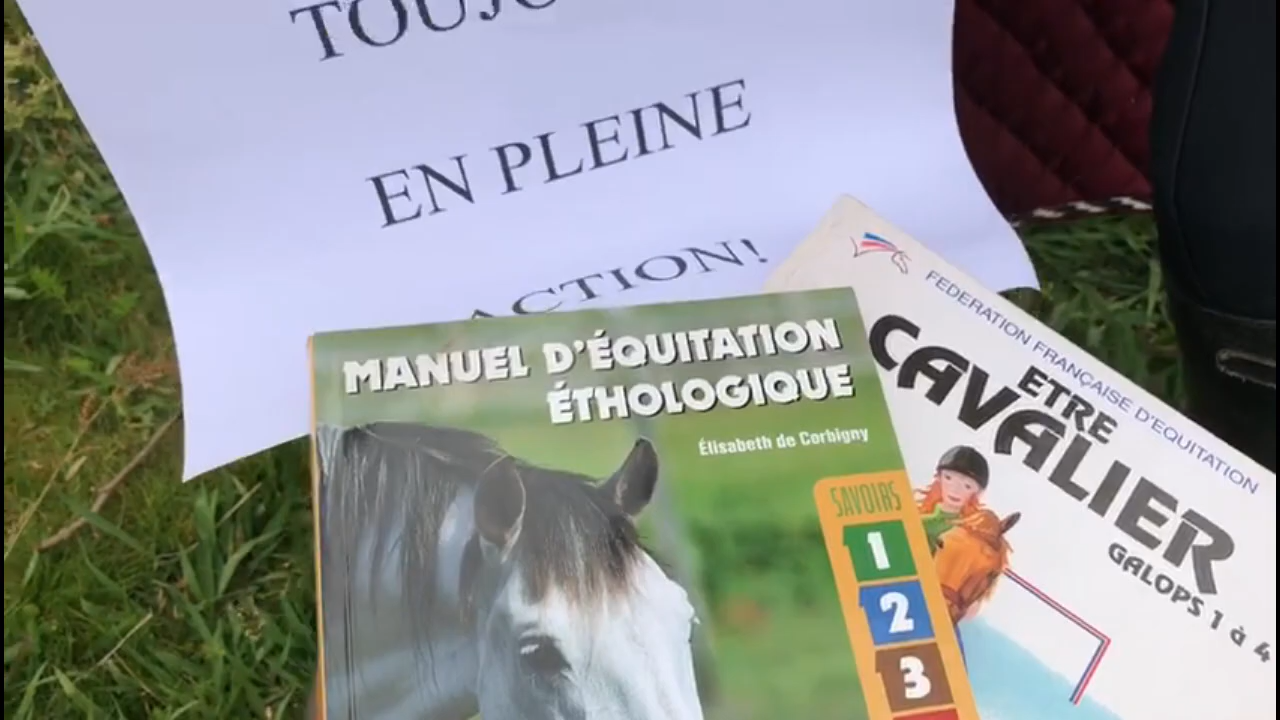 EN PLEINE
ACTION!
MANUEL D'ÉQUITATION
ÉTHOLOGIQUE
Élisabeth de Corbigny
SAVOIRS
1
2
3
FEDERATION FRANÇAISE D'EQUITATION
ETRE
CAVALIER
GALOPS 1 à 4